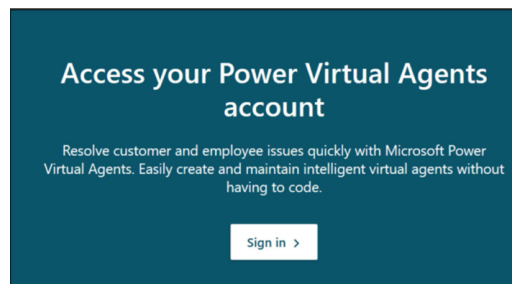 Access your Power Virtual Agents
account
Resolve customer and employee issues quickly with Microsoft Power
Virtual Agents. Easily create and maintain intelligent virtual agents without
having to code.
Sign in >